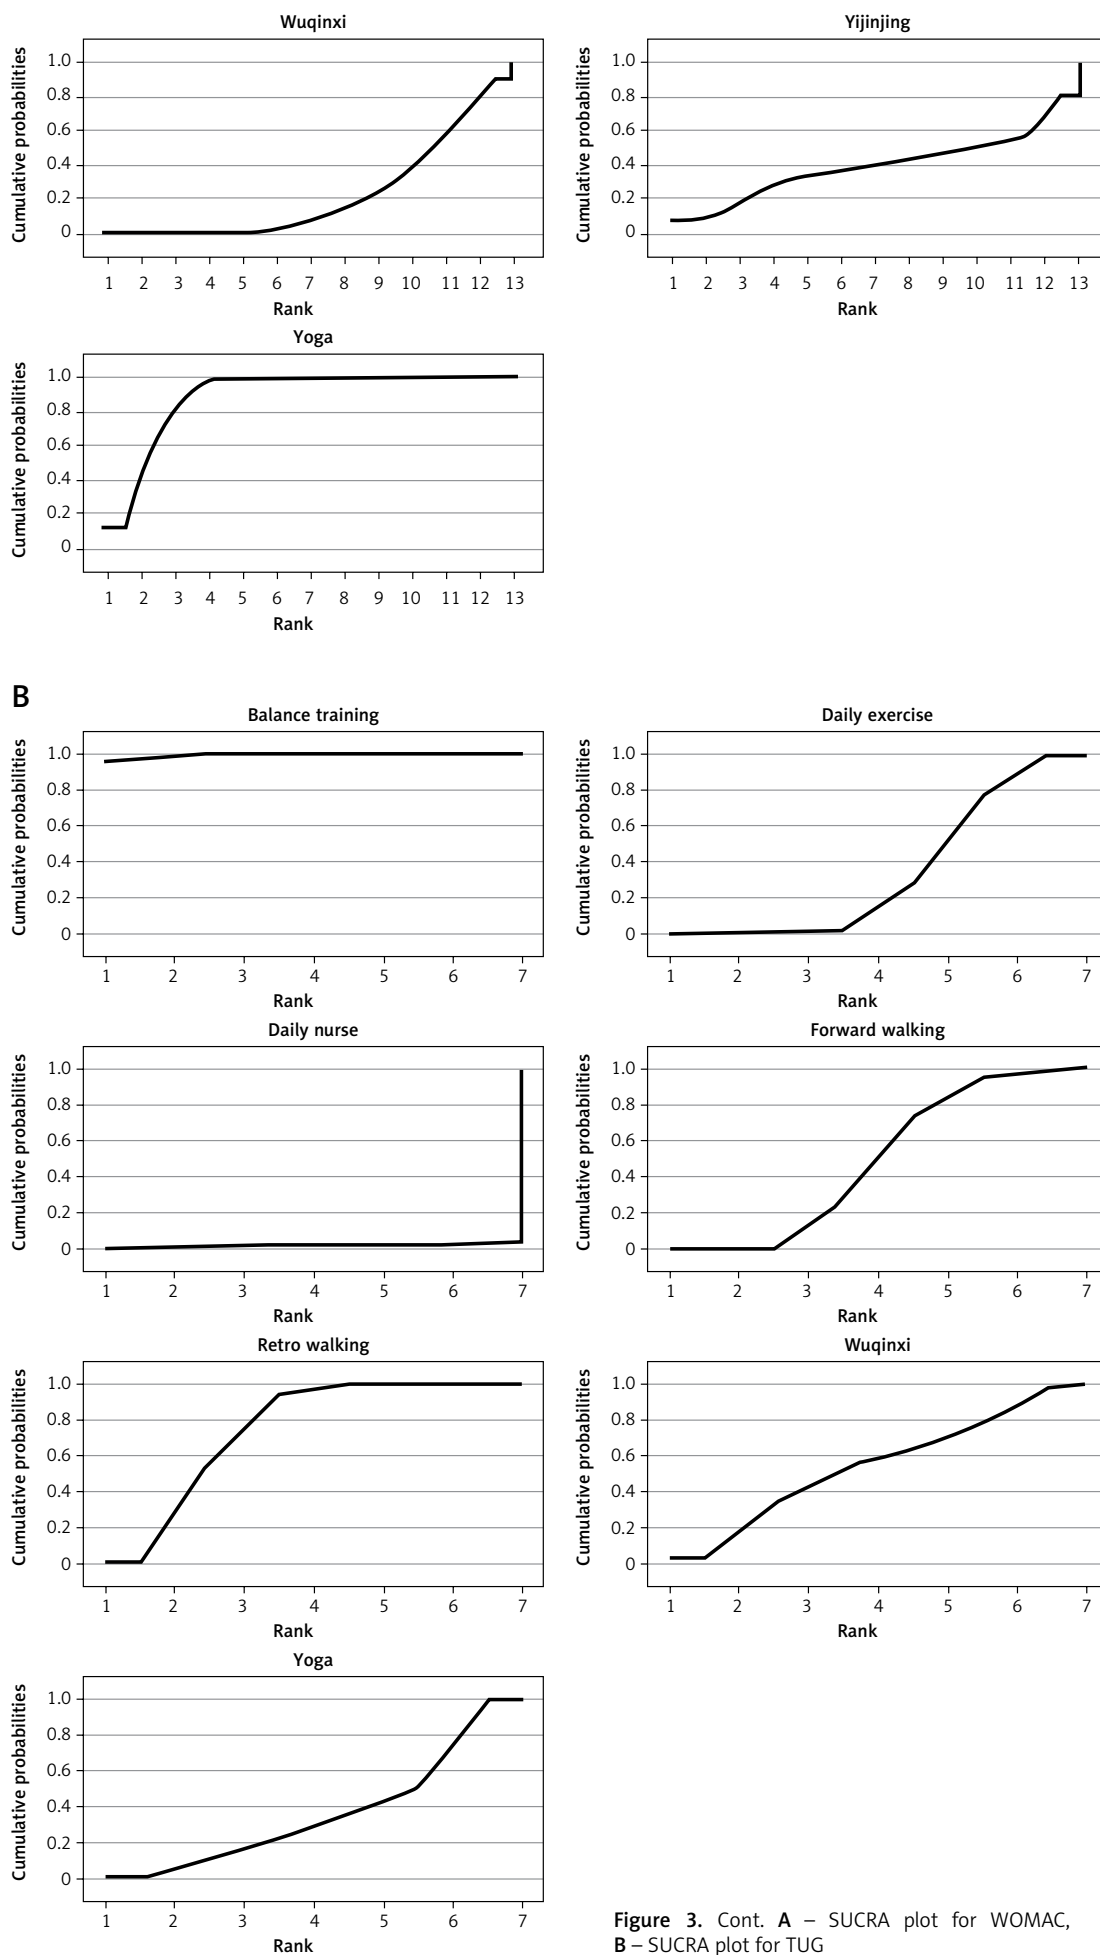 Wuqinxi
Cumulative probabilities
1.0
0.8
0.6
0.4
0.2
0
1 2 3 4 5 6 7 8 9 10 11 12 13
Rank
Yijinjing
Cumulative probabilities
1.0
0.8
0.6
0.4
0.2
0
1 2 3 4 5 6 7 8 9 10 11 12 13
Rank
Yoga
Cumulative probabilities
1.0
0.8
0.6
0.4
0.2
0
1 2 3 4 5 6 7 8 9 10 11 12 13
Rank
B
Balance training
Cumulative probabilities
1.0
0.8
0.6
0.4
0.2
0
1 2 3 4 5 6 7
Rank
Daily exercise
Cumulative probabilities
1.0
0.8
0.6
0.4
0.2
0
1 2 3 4 5 6 7
Rank
Daily nurse
Cumulative probabilities
1.0
0.8
0.6
0.4
0.2
0
1 2 3 4 5 6 7
Rank
Forward walking
Cumulative probabilities
1.0
0.8
0.6
0.4
0.2
0
1 2 3 4 5 6 7
Rank
Retro walking
Cumulative probabilities
1.0
0.8
0.6
0.4
0.2
0
1 2 3 4 5 6 7
Rank
Wuqinxi
Cumulative probabilities
1.0
0.8
0.6
0.4
0.2
0
1 2 3 4 5 6 7
Rank
Yoga
Cumulative probabilities
1.0
0.8
0.6
0.4
0.2
0
1 2 3 4 5 6 7
Rank
Figure 3. Cont. A – SUCRA plot for WOMAC,
B – SUCRA plot for TUG